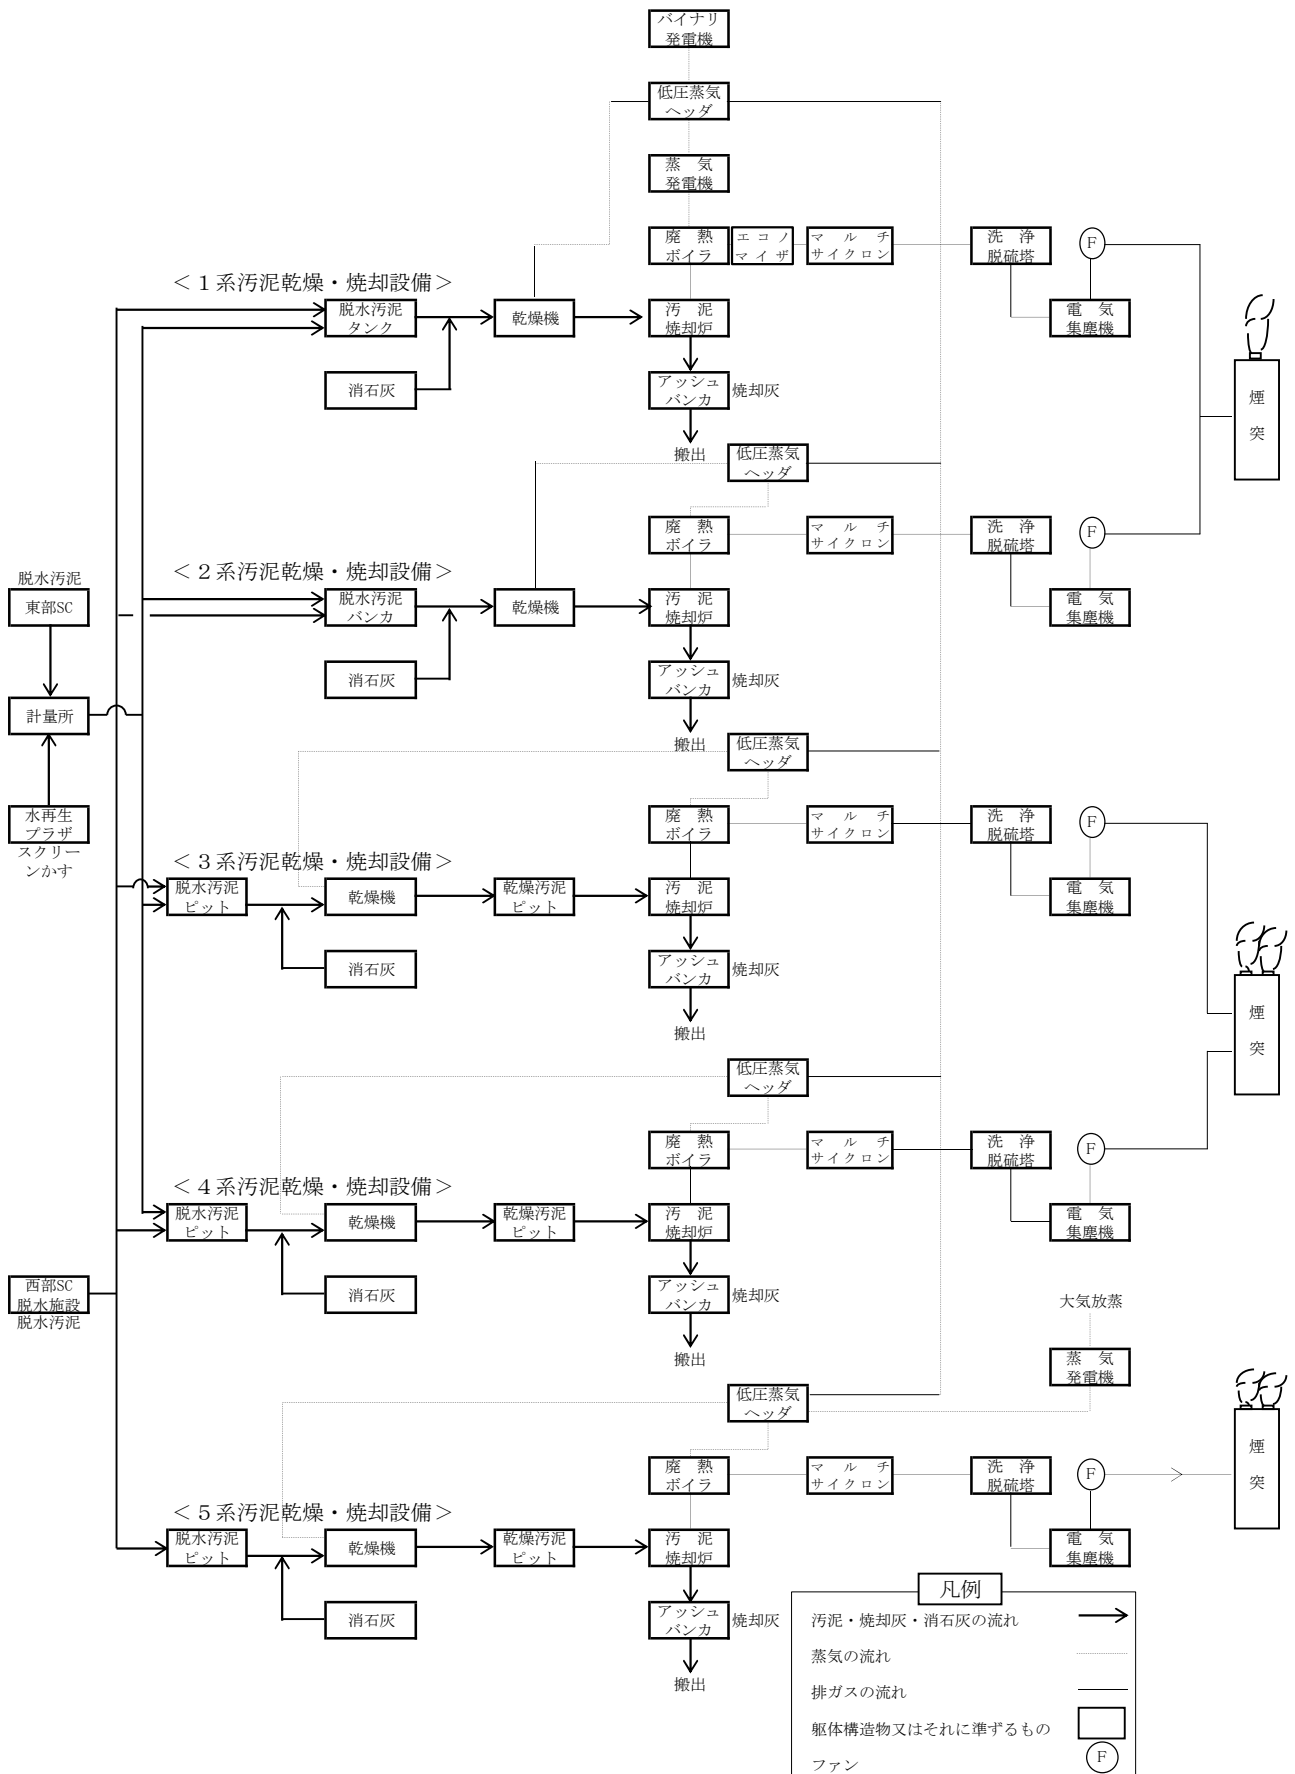 バイナリ
発電機
低圧蒸気
ヘッダ
蒸　気
発電機
廃　熱
ボイラ
エコノ
マイザ
マ　ル　チ
サイクロン
洗　浄
脱硫塔
F
＜１系汚泥乾燥・焼却設備＞
脱水汚泥
タンク
乾燥機
汚　泥
焼却炉
電　気
集塵機
消石灰
アッシュ
バンカ
焼却灰
搬出
煙
突
低圧蒸気
ヘッダ
廃　熱
ボイラ
マ　ル　チ
サイクロン
洗　浄
脱硫塔
F
＜２系汚泥乾燥・焼却設備＞
脱水汚泥
東部SC
脱水汚泥
バンカ
乾燥機
汚　泥
焼却炉
電　気
集塵機
消石灰
アッシュ
バンカ
焼却灰
搬出
計量所
低圧蒸気
ヘッダ
水再生
プラザ
スクリー
ンかす
廃　熱
ボイラ
マ　ル　チ
サイクロン
洗　浄
脱硫塔
F
＜３系汚泥乾燥・焼却設備＞
脱水汚泥
ピット
乾燥機
乾燥汚泥
ピット
汚　泥
焼却炉
電　気
集塵機
消石灰
アッシュ
バンカ
焼却灰
搬出
煙
突
低圧蒸気
ヘッダ
廃　熱
ボイラ
マ　ル　チ
サイクロン
洗　浄
脱硫塔
F
＜４系汚泥乾燥・焼却設備＞
脱水汚泥
ピット
乾燥機
乾燥汚泥
ピット
汚　泥
焼却炉
電　気
集塵機
西部SC
脱水施設
脱水汚泥
消石灰
アッシュ
バンカ
焼却灰
搬出
大気放蒸
蒸　気
発電機
低圧蒸気
ヘッダ
廃　熱
ボイラ
マ　ル　チ
サイクロン
洗　浄
脱硫塔
F
煙
突
＜５系汚泥乾燥・焼却設備＞
脱水汚泥
ピット
乾燥機
乾燥汚泥
ピット
汚　泥
焼却炉
電　気
集塵機
消石灰
アッシュ
バンカ
焼却灰
搬出
凡例
汚泥・焼却灰・消石灰の流れ
蒸気の流れ
排ガスの流れ
躯体構造物又はそれに準ずるもの
ファン
F